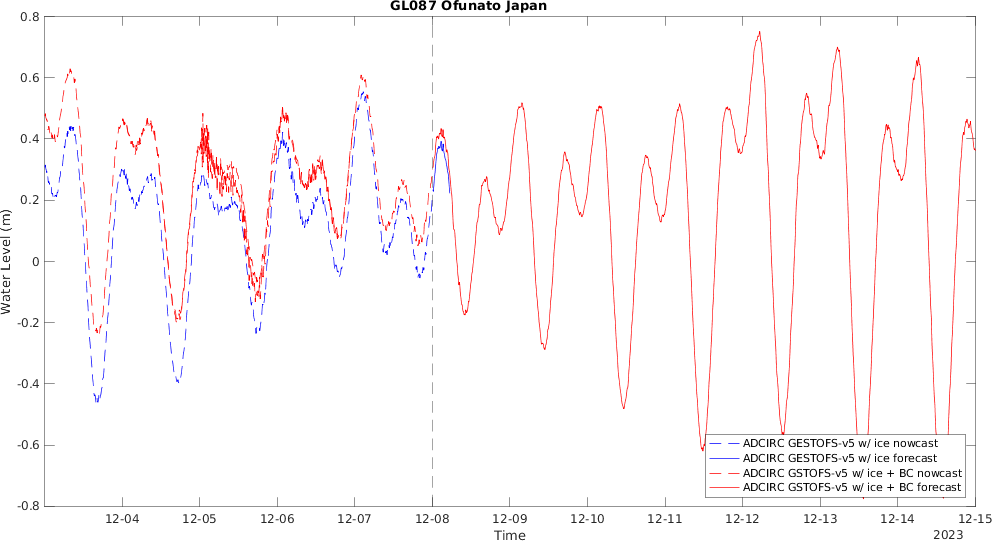 GL087 Ofunato Japan
0.8
0.6
0.4
0.2
0
-0.2
-0.4
-0.6
-0.8
Water Level (m)
ADCIRC GESTOFS-v5 w/ ice nowcast
ADCIRC GESTOFS-v5 w/ ice forecast
ADCIRC GSTOFS-v5 w/ ice + BC nowcast
ADCIRC GSTOFS-v5 w/ ice + BC forecast
12-04 12-05 12-06 12-07 12-08 12-09 12-10 12-11 12-12 12-13 12-14 12-15
Time
2023